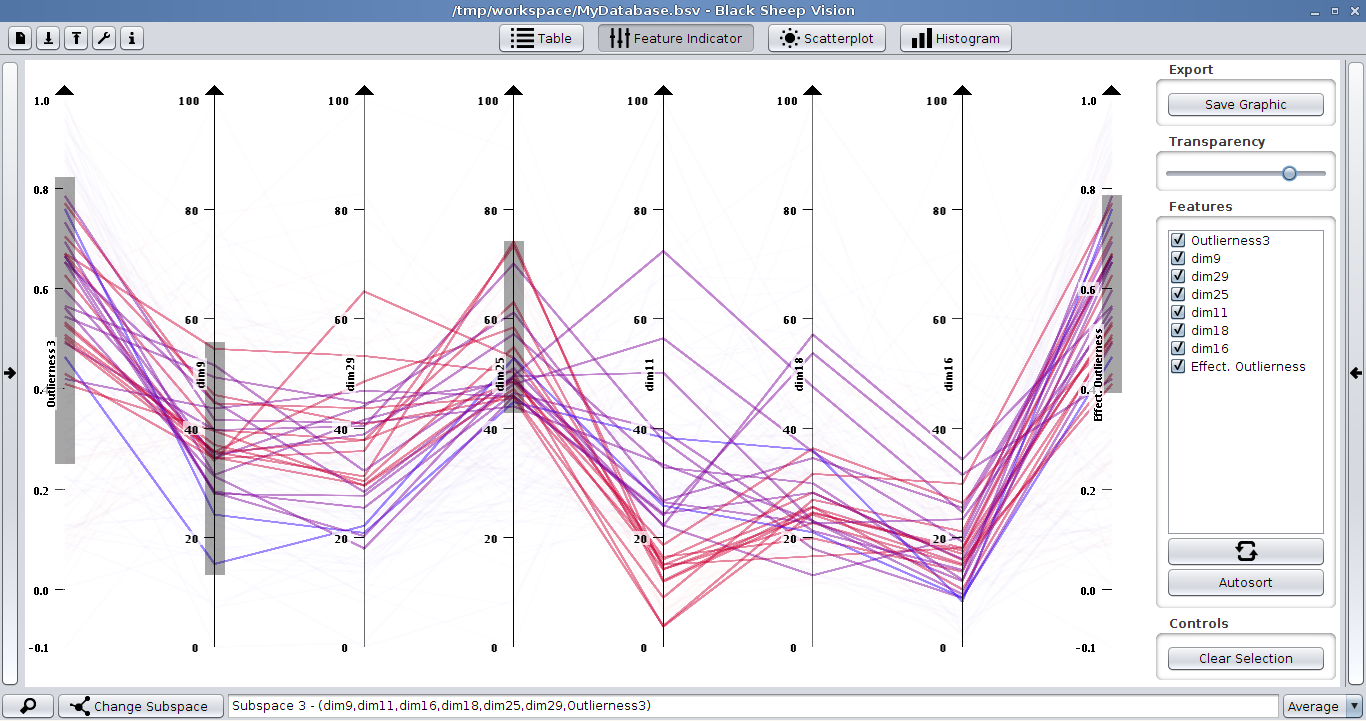 /tmp/workspace/MyDatabase.bsv - Black Sheep Vision
Table
Feature Indicator
Scatterplot
Histogram
1.0 100 100 100 100 100 100 1.0
0.8 80 80 80 80 80 80 0.8
0.6 60 60 60 60 60 60 0.6
Outlierness3 dim9 dim29 dim25 dim11 dim18 dim16 Effect. Outlierness
0.4 40 40 40 40 40 40
0.2 20 20 20 20 20 20 0.2
0.0 0.0
-0.1 0 0 0 0 0 0 -0.1
Export
Save Graphic
Transparency
Features
Outlierness3
dim9
dim29
dim25
dim11
dim18
dim16
Effect. Outlierness
Autosort
Controls
Clear Selection
Change Subspace
Subspace 3 - (dim9,dim11,dim16,dim18,dim25,dim29,Outlierness3)
Average